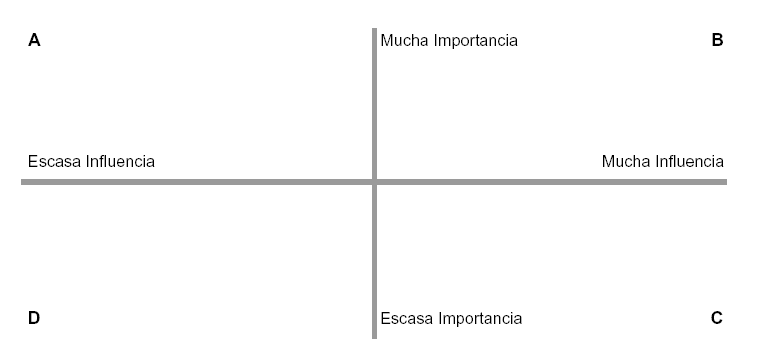 A
Mucha Importancia
B
Escasa Influencia
Mucha Influencia
D
Escasa Importancia
C